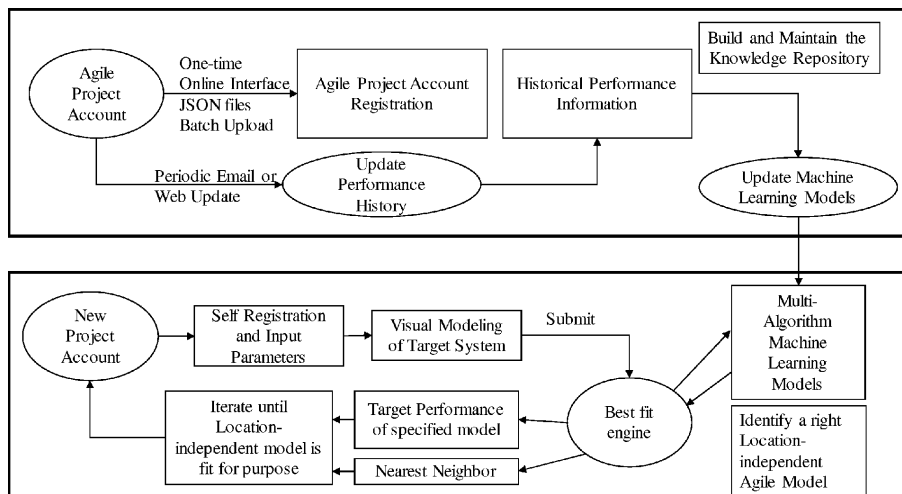 Agile
Project
Account
One-time
Online Interface
JSON files
Batch Upload
Agile Project Account
Registration
Historical Performance
Information
Build and Maintain the
Knowledge Repository
Periodic Email or
Web Update
Update
Performance
History
Update Machine
Learning Models
New
Project
Account
Self Registration
and Input
Parameters
Visual Modeling
of Target System
Submit
Multi-
Algorithm
Machine
Learning
Models
Iterate until
Location-
independent model is
fit for purpose
Target Performance
of specified model
Nearest Neighbor
Best fit
engine
Identify a right
Location-
independent
Agile Model